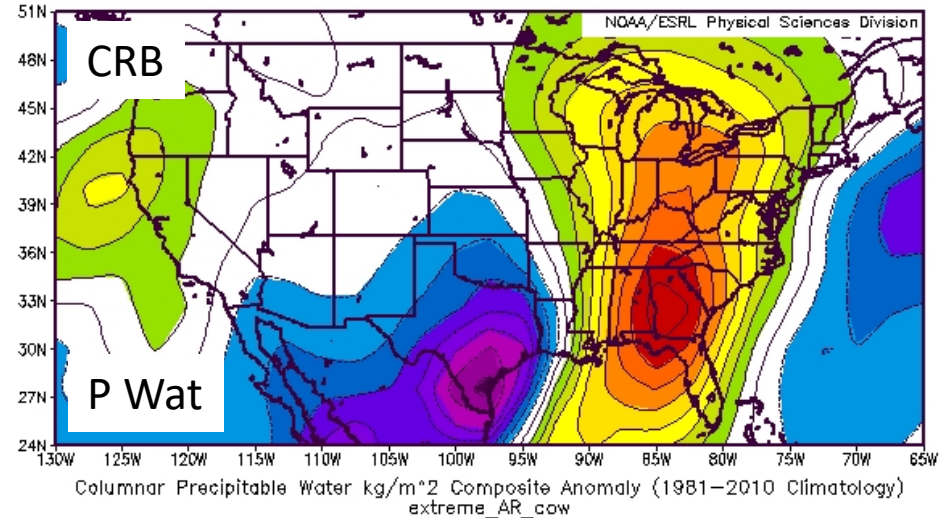 51N
NOAA/ESRL Physical Sciences Division
CRB
48N
45N
42N
39N
36N
33N
30N
P Wat
27N
24N
130W 125W 120W 115W 110W 105W 100W 95W 90W 85W 80W 75W 70W 65W
Columnar Precipitable Water kg/m^2 Composite Anomaly (1981-2010 Climatology)
extreme_AR_cow